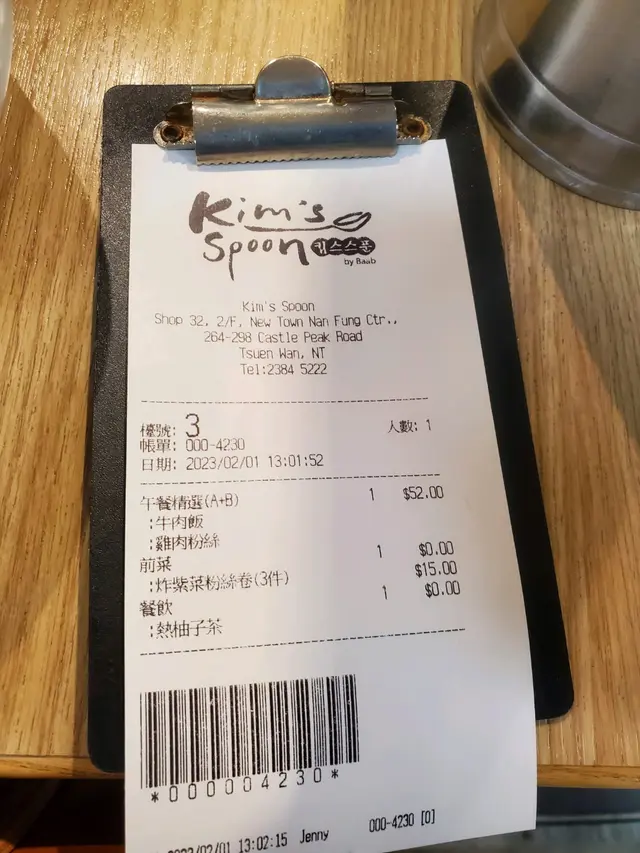 Kim's
Spoon 킴스스푼
by Baab
Kim's Spoon
Shop 32, 2/F, New Town Nan Fung Ctr.,
264-298 Castle Peak Road
Tsuen Wan, NT
Tel:2384 5222
檯號: 3 人數: 1
帳單: 000-4230
日期: 2023/02/01 13:01:52
午餐精選(A+B) 1 $52.00
:牛肉飯
:雞肉粉絲
前菜 1 $0.00
:炸紫菜粉絲卷(3件) $15.00
餐飲 1 $0.00
:熱柚子茶
*000004230*
2023/02/01 13:02:15 Jenny 000-4230 [0]